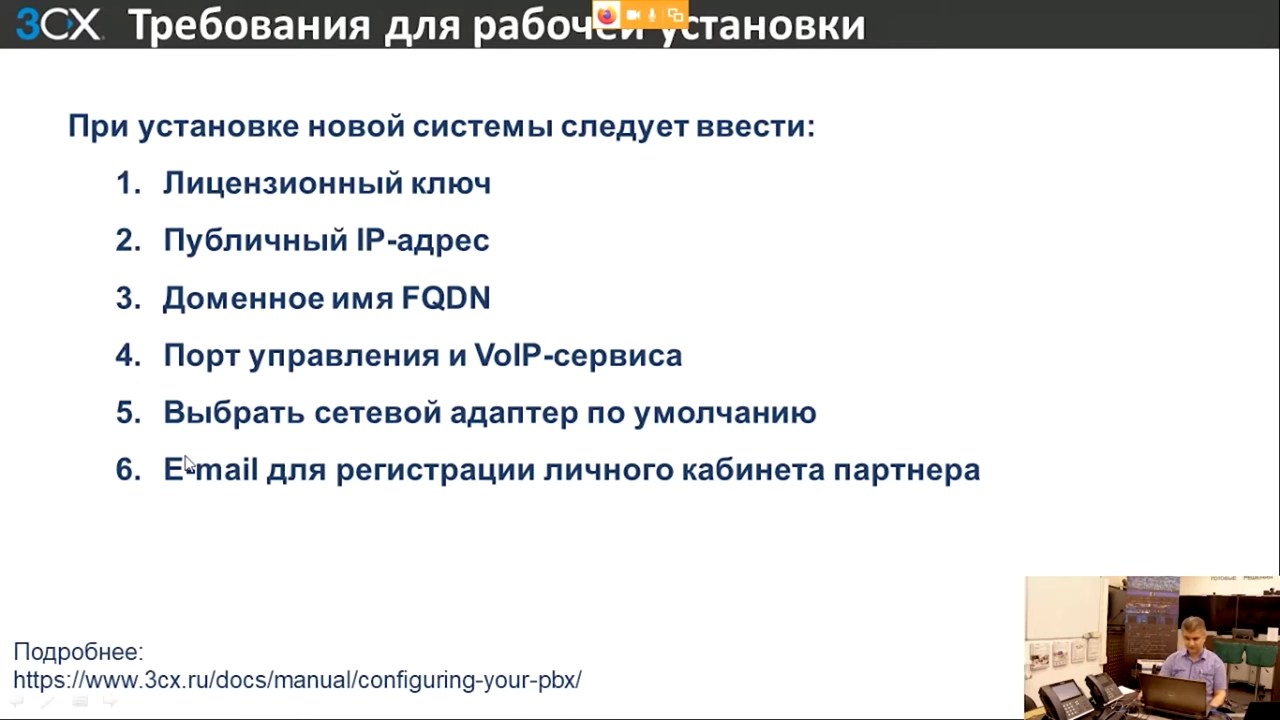 3CX Требования для рабочей установки
При установке новой системы следует ввести:
1. Лицензионный ключ
2. Публичный IP-адрес
3. Доменное имя FQDN
4. Порт управления и VoIP-сервиса
5. Выбрать сетевой адаптер по умолчанию
6. E-mail для регистрации личного кабинета партнера
Подробнее:
https://www.3cx.ru/docs/manual/configuring-your-pbx/
ГОТОВЫЕ РЕШЕНИЯ